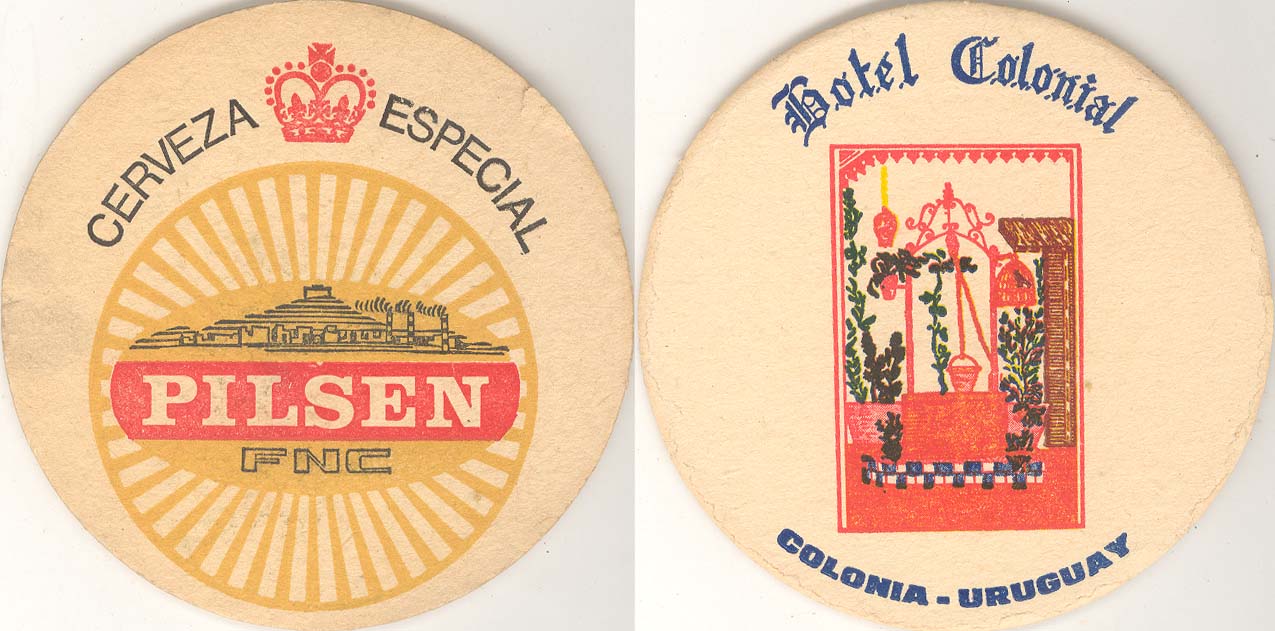 CERVEZA ESPECIAL
PILSEN
FNC
Hotel Colonial
COLONIA - URUGUAY